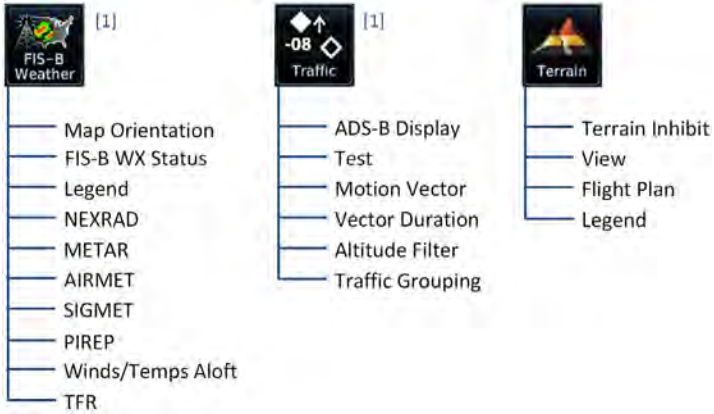 FIS-B
Weather
[1]
Map Orientation
FIS-B WX Status
Legend
NEXRAD
METAR
AIRMET
SIGMET
PIREP
Winds/Temps Aloft
TFR
-08
Traffic
[1]
ADS-B Display
Test
Motion Vector
Vector Duration
Altitude Filter
Traffic Grouping
Terrain
Terrain Inhibit
View
Flight Plan
Legend